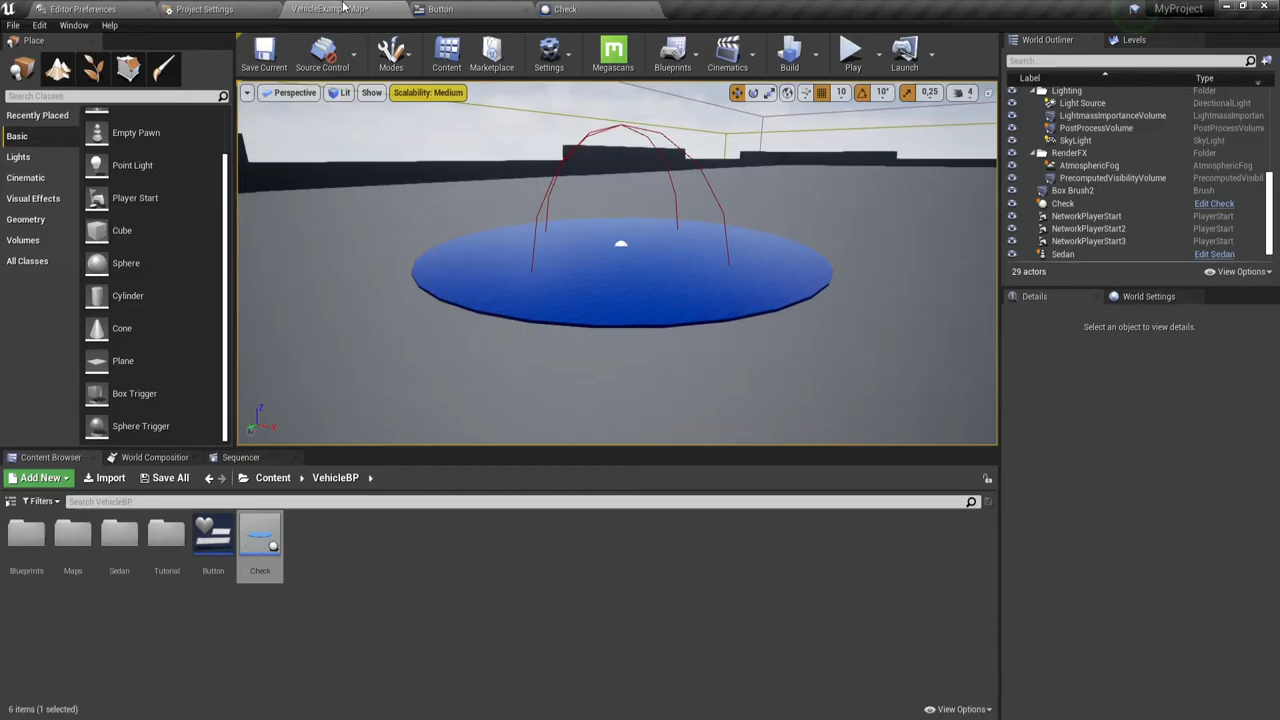 Editor Preferences
Project Settings
VehicleExampleMap*
Button
Check
MyProject
File Edit Window Help
Place
Search Classes
Recently Placed
Basic
Lights
Cinematic
Visual Effects
Geometry
Volumes
All Classes
Empty Pawn
Point Light
Player Start
Cube
Sphere
Cylinder
Cone
Plane
Box Trigger
Sphere Trigger
Save Current
Source Control
Modes
Content
Marketplace
Settings
Megascans
Blueprints
Cinematics
Build
Play
Launch
Perspective Lit Show Scalability: Medium
10 10° 0,25 4
Z
X
World Outliner
Levels
Search...
Label Type
Lighting Folder
Light Source DirectionalLight
LightmassImportanceVolume LightmassImportan
PostProcessVolume PostProcessVolume
SkyLight SkyLight
RenderFX Folder
AtmosphericFog AtmosphericFog
PrecomputedVisibilityVolume PrecomputedVisibil
Box Brush2 Brush
Check Edit Check
NetworkPlayerStart PlayerStart
NetworkPlayerStart2 PlayerStart
NetworkPlayerStart3 PlayerStart
Sedan Edit Sedan
29 actors View Options
Details
World Settings
Select an object to view details.
Content Browser
World Composition
Sequencer
Add New Import Save All Content VehicleBP
Filters Search VehicleBP
Blueprints
Maps
Sedan
Tutorial
Button
Check
6 items (1 selected)
View Options